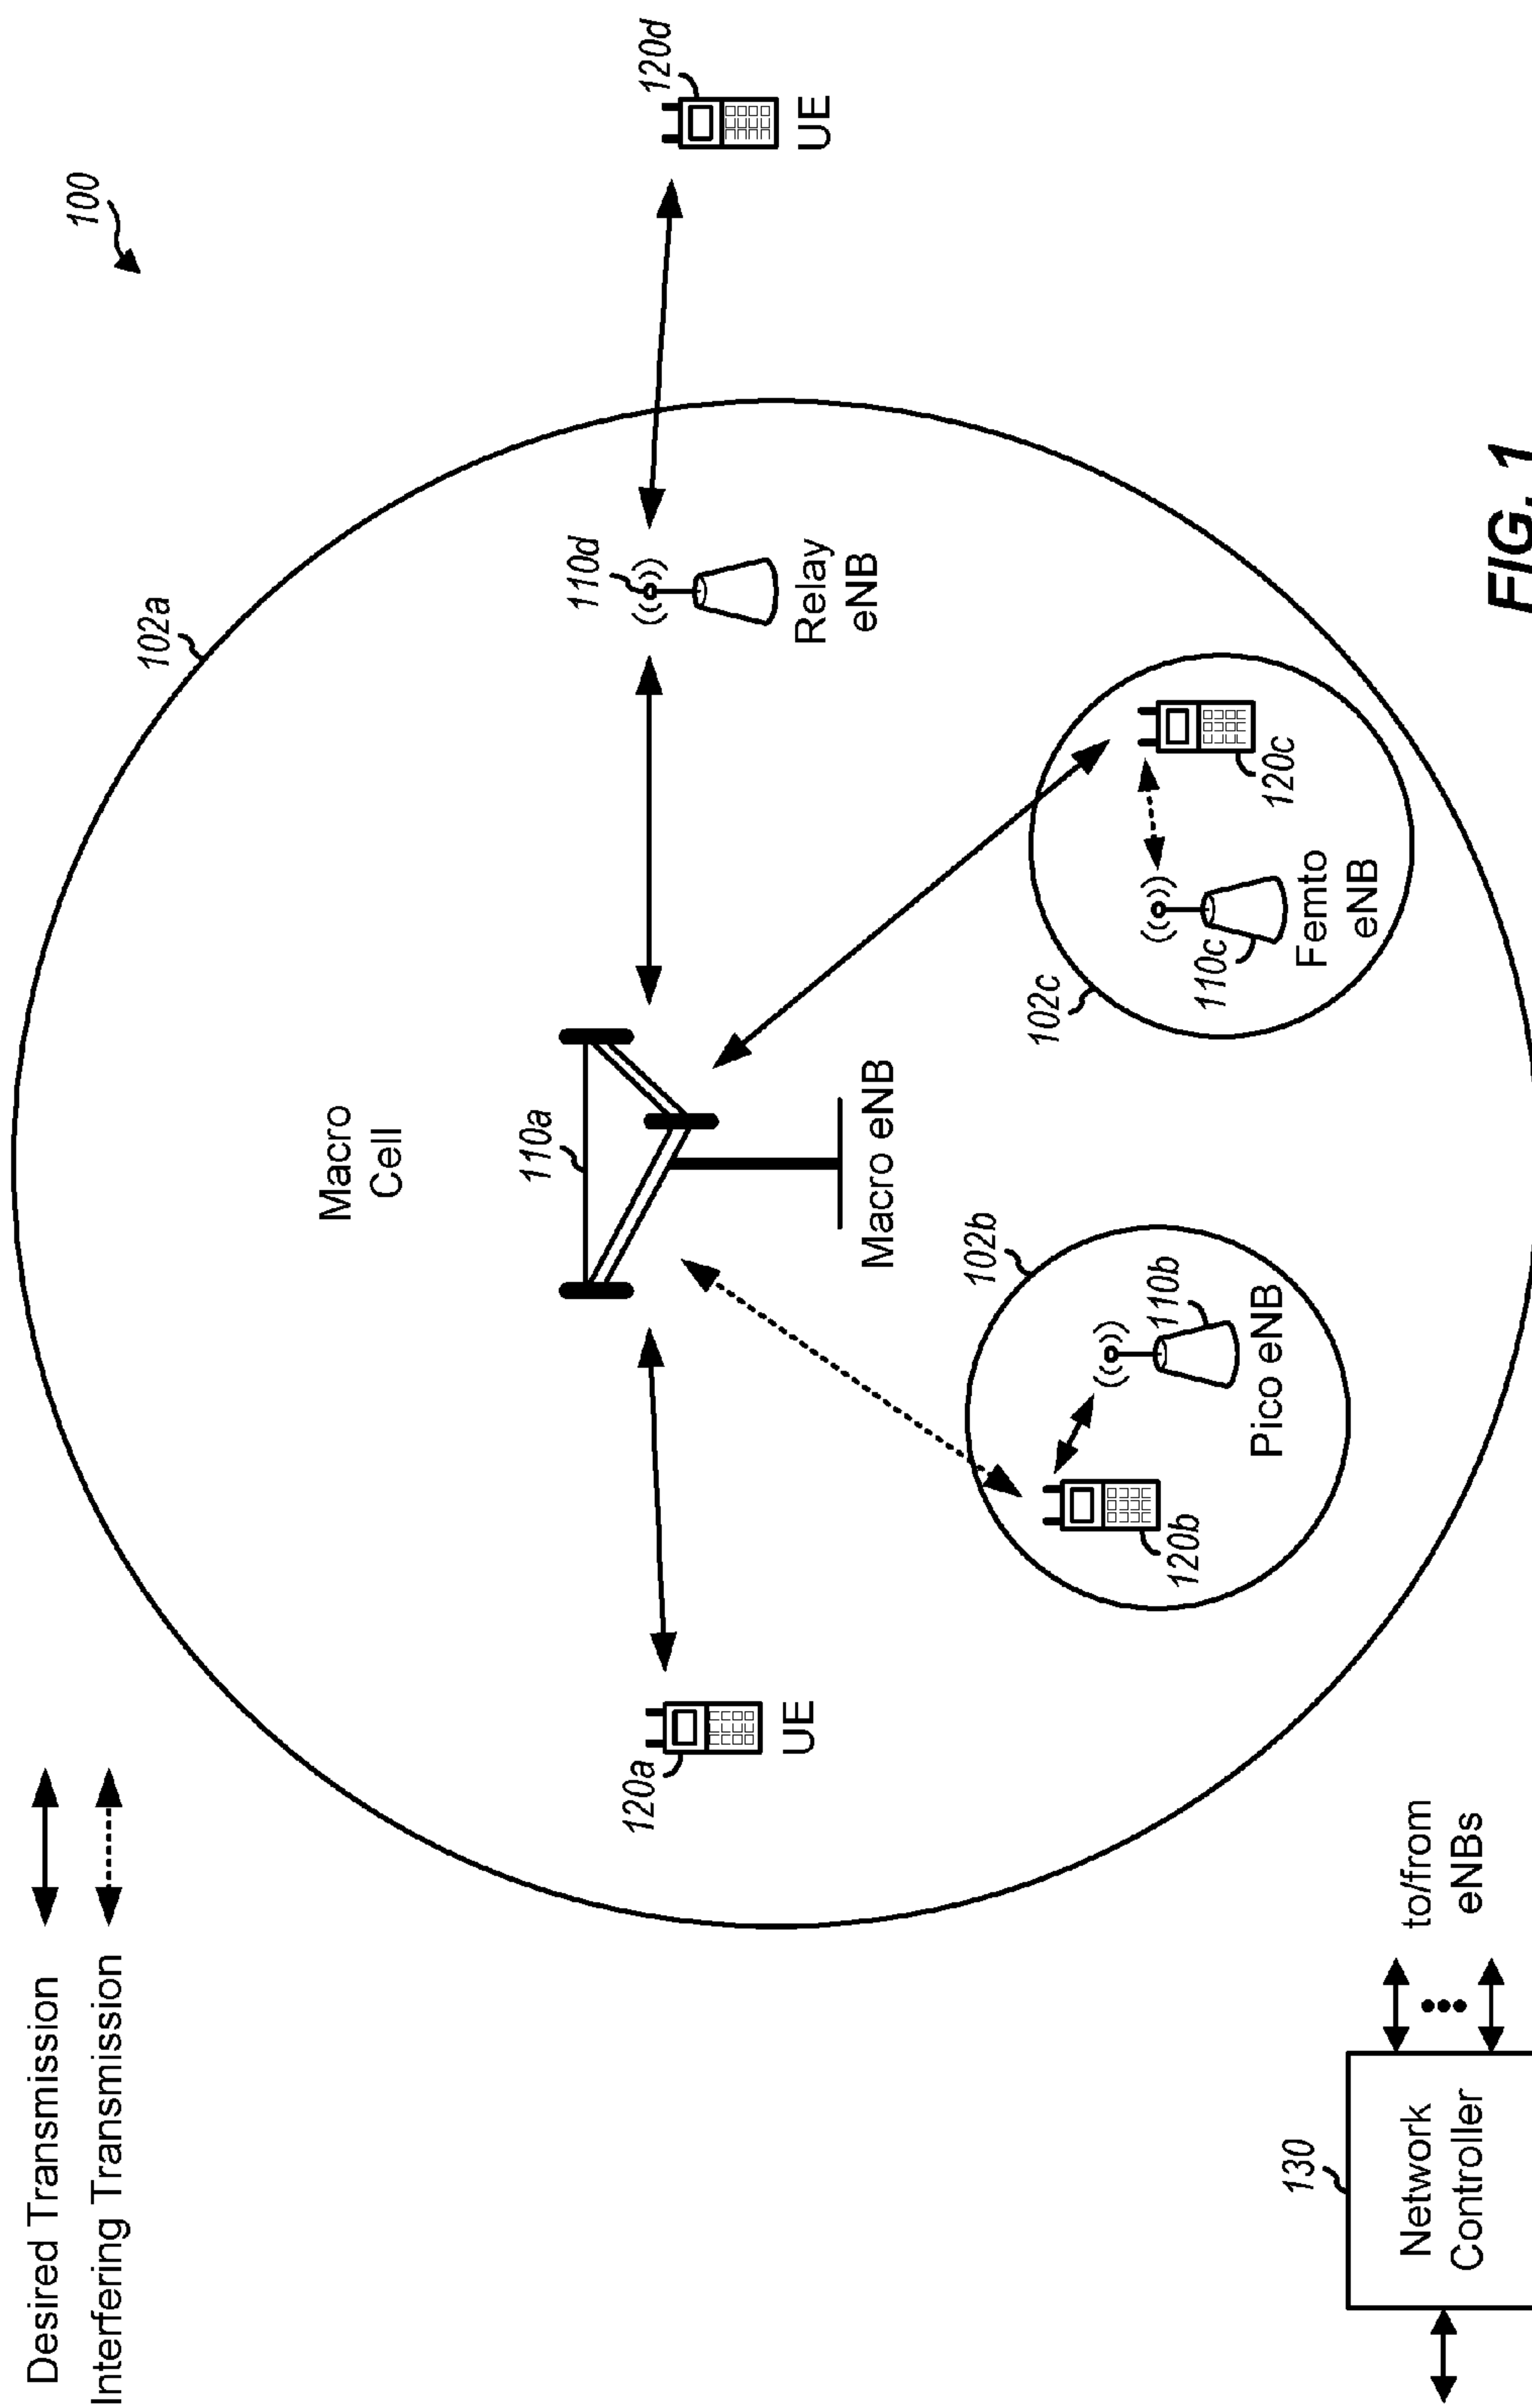 Desired Transmission
Interfering Transmission
100
102a
Macro
Cell
110a
110d
120d
120a
UE
Macro eNB
Relay
eNB
UE
102b
102c
110b
120b
Pico eNB
110c
120c
Femto
eNB
130
Network
Controller
to/from
eNBs
FIG. 1